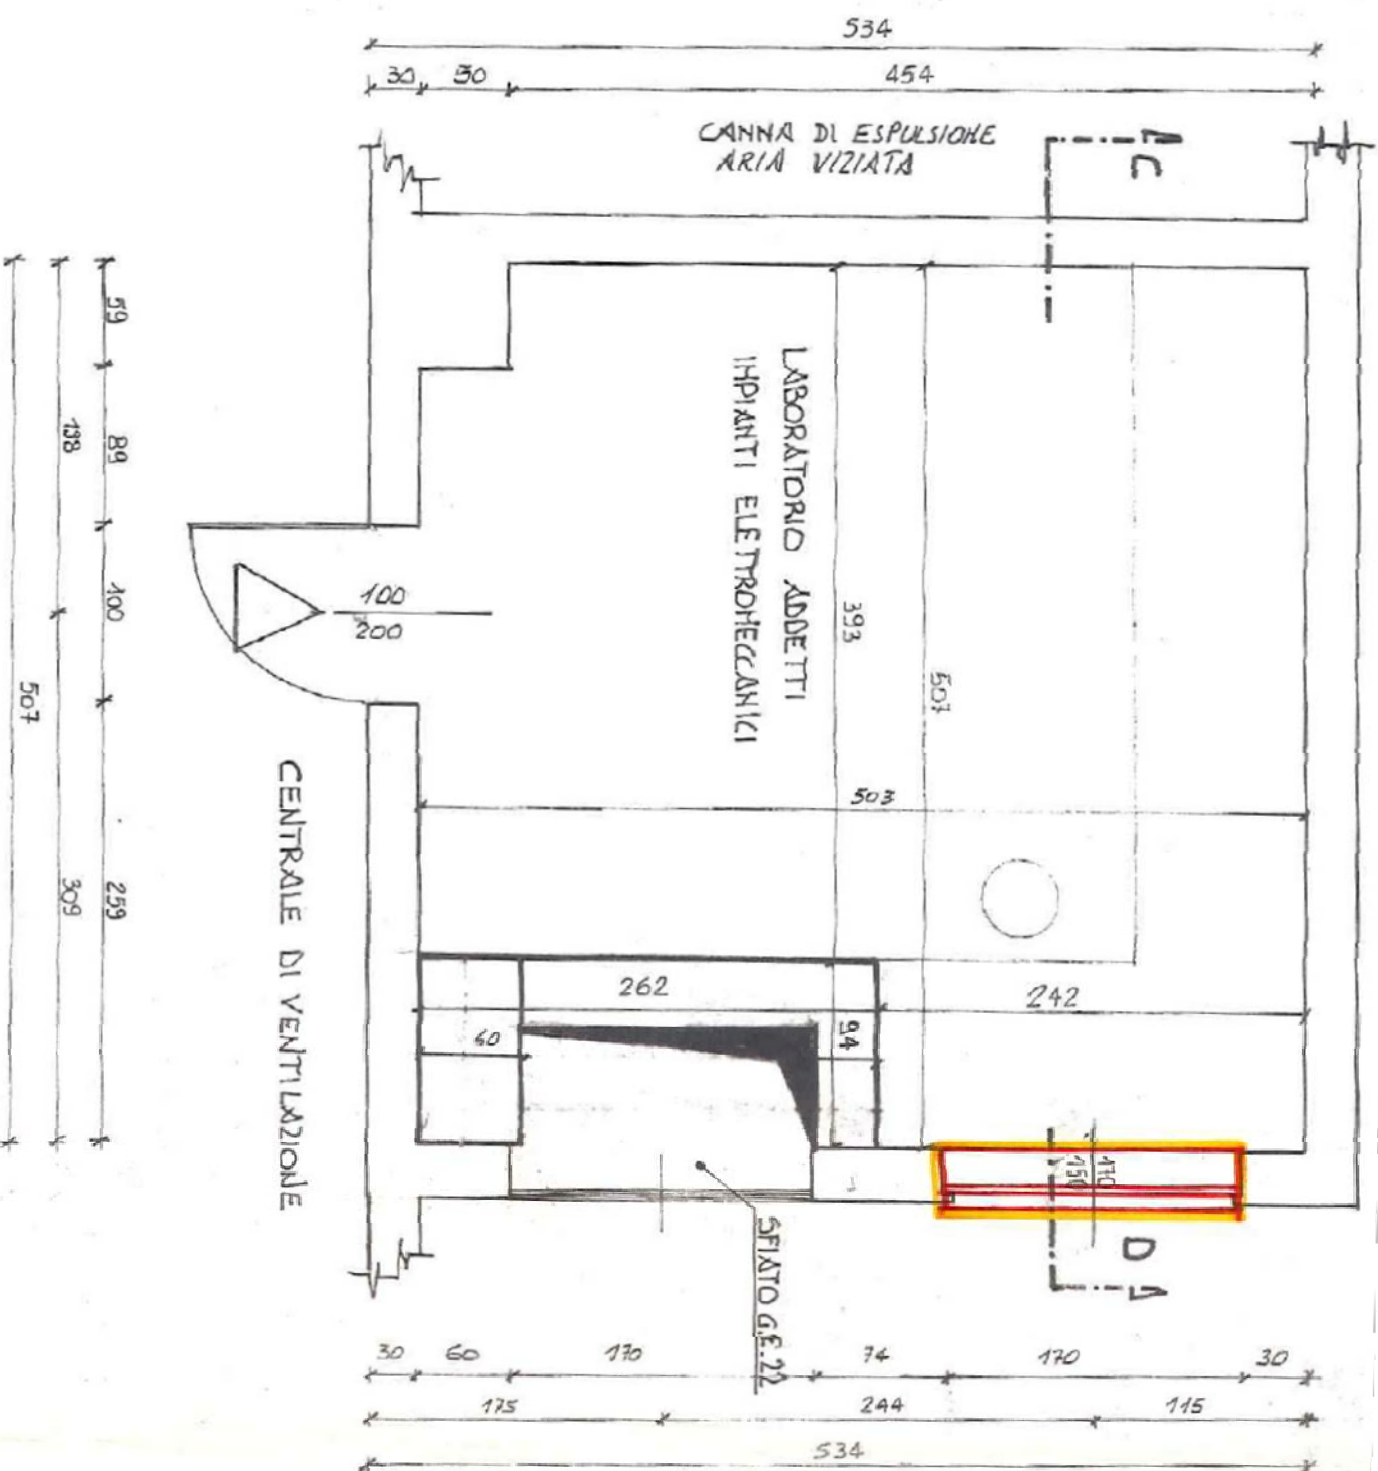 534
30 50 454
CANNA DI ESPULSIONE
ARIA VIZIATA
C
59
89
198
100
507
259
309
100
200
LABORATORIO ADDETTI
IMPIANTI ELETTROMECCANICI
393
507
503
CENTRALE DI VENTILAZIONE
262
242
60
94
170
150
D
SFIATO G.E. 22
30 60 170 74 170 30
175 244 115
534